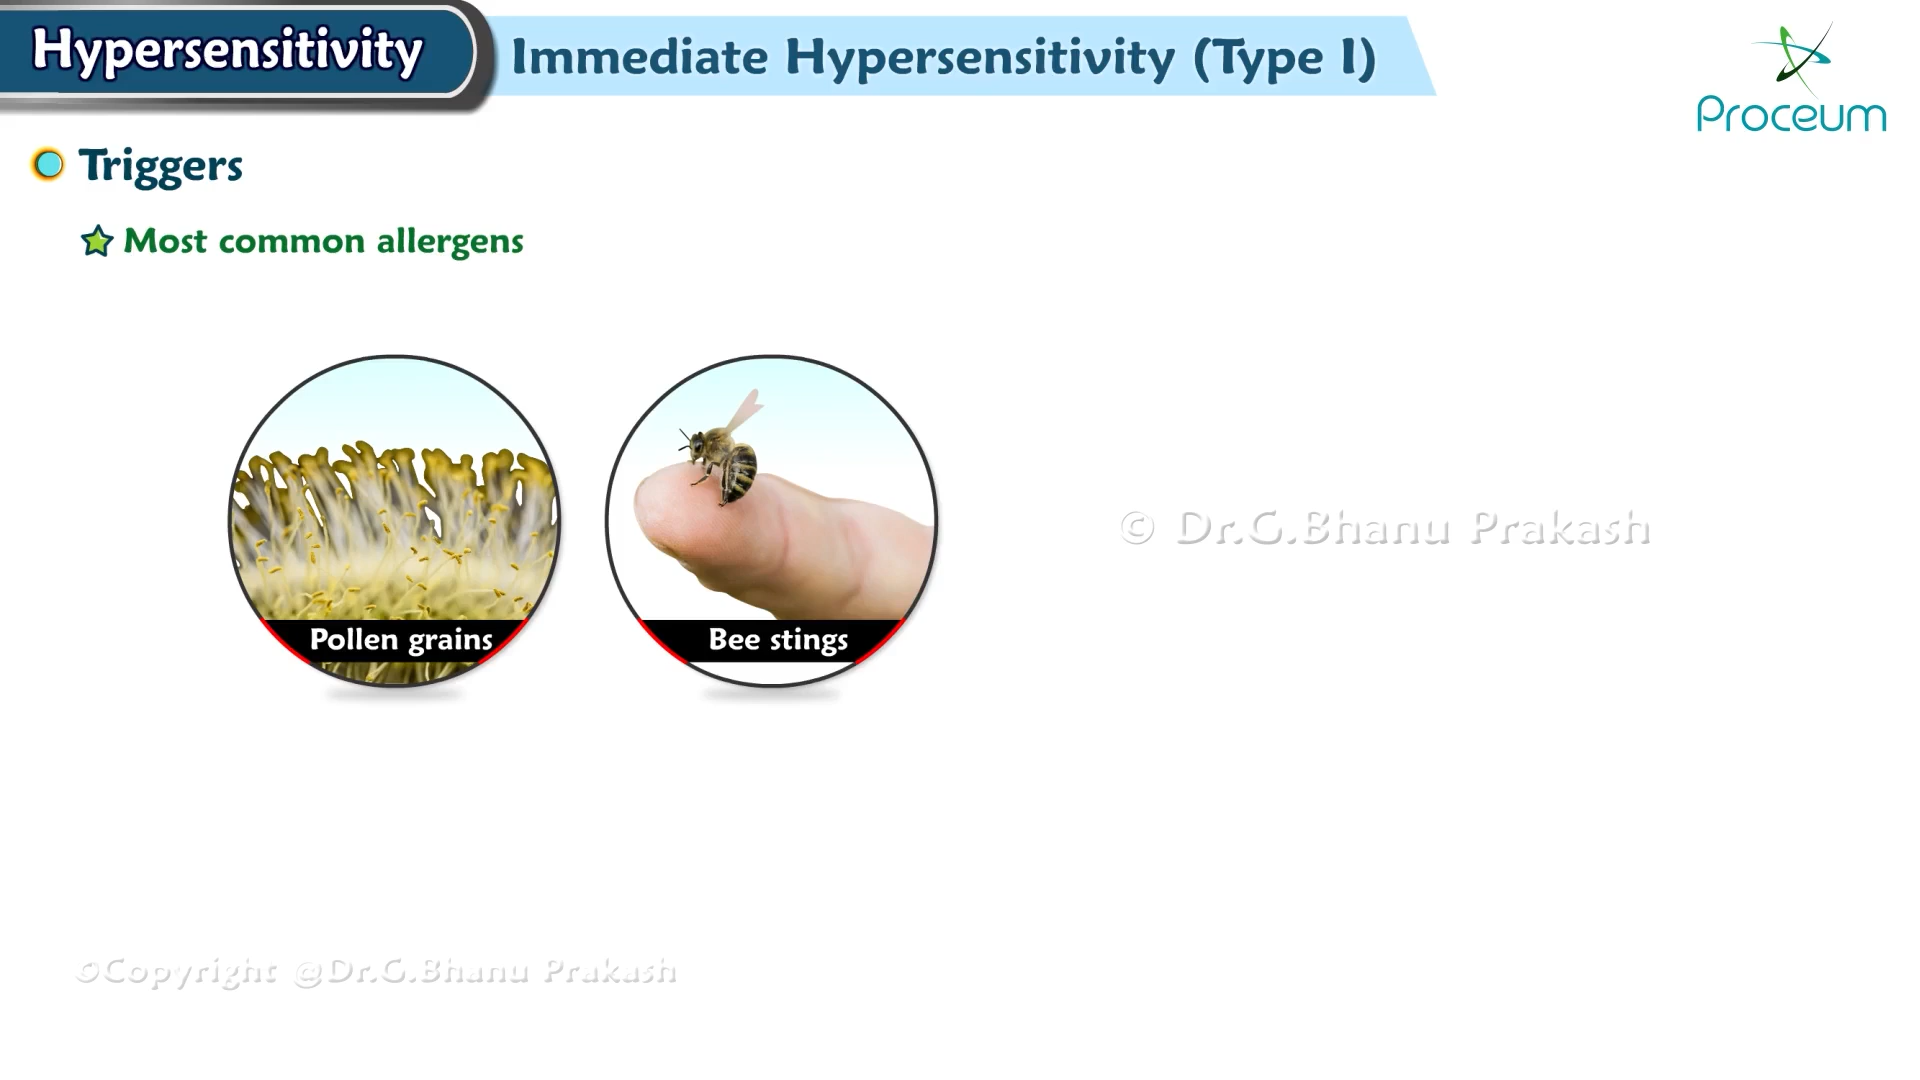 Hypersensitivity
Immediate Hypersensitivity (Type I)
Proceum
Triggers
Most common allergens
Pollen grains
Bee stings
© Dr.G.Bhanu Prakash
©Copyright @Dr.G.Bhanu Prakash